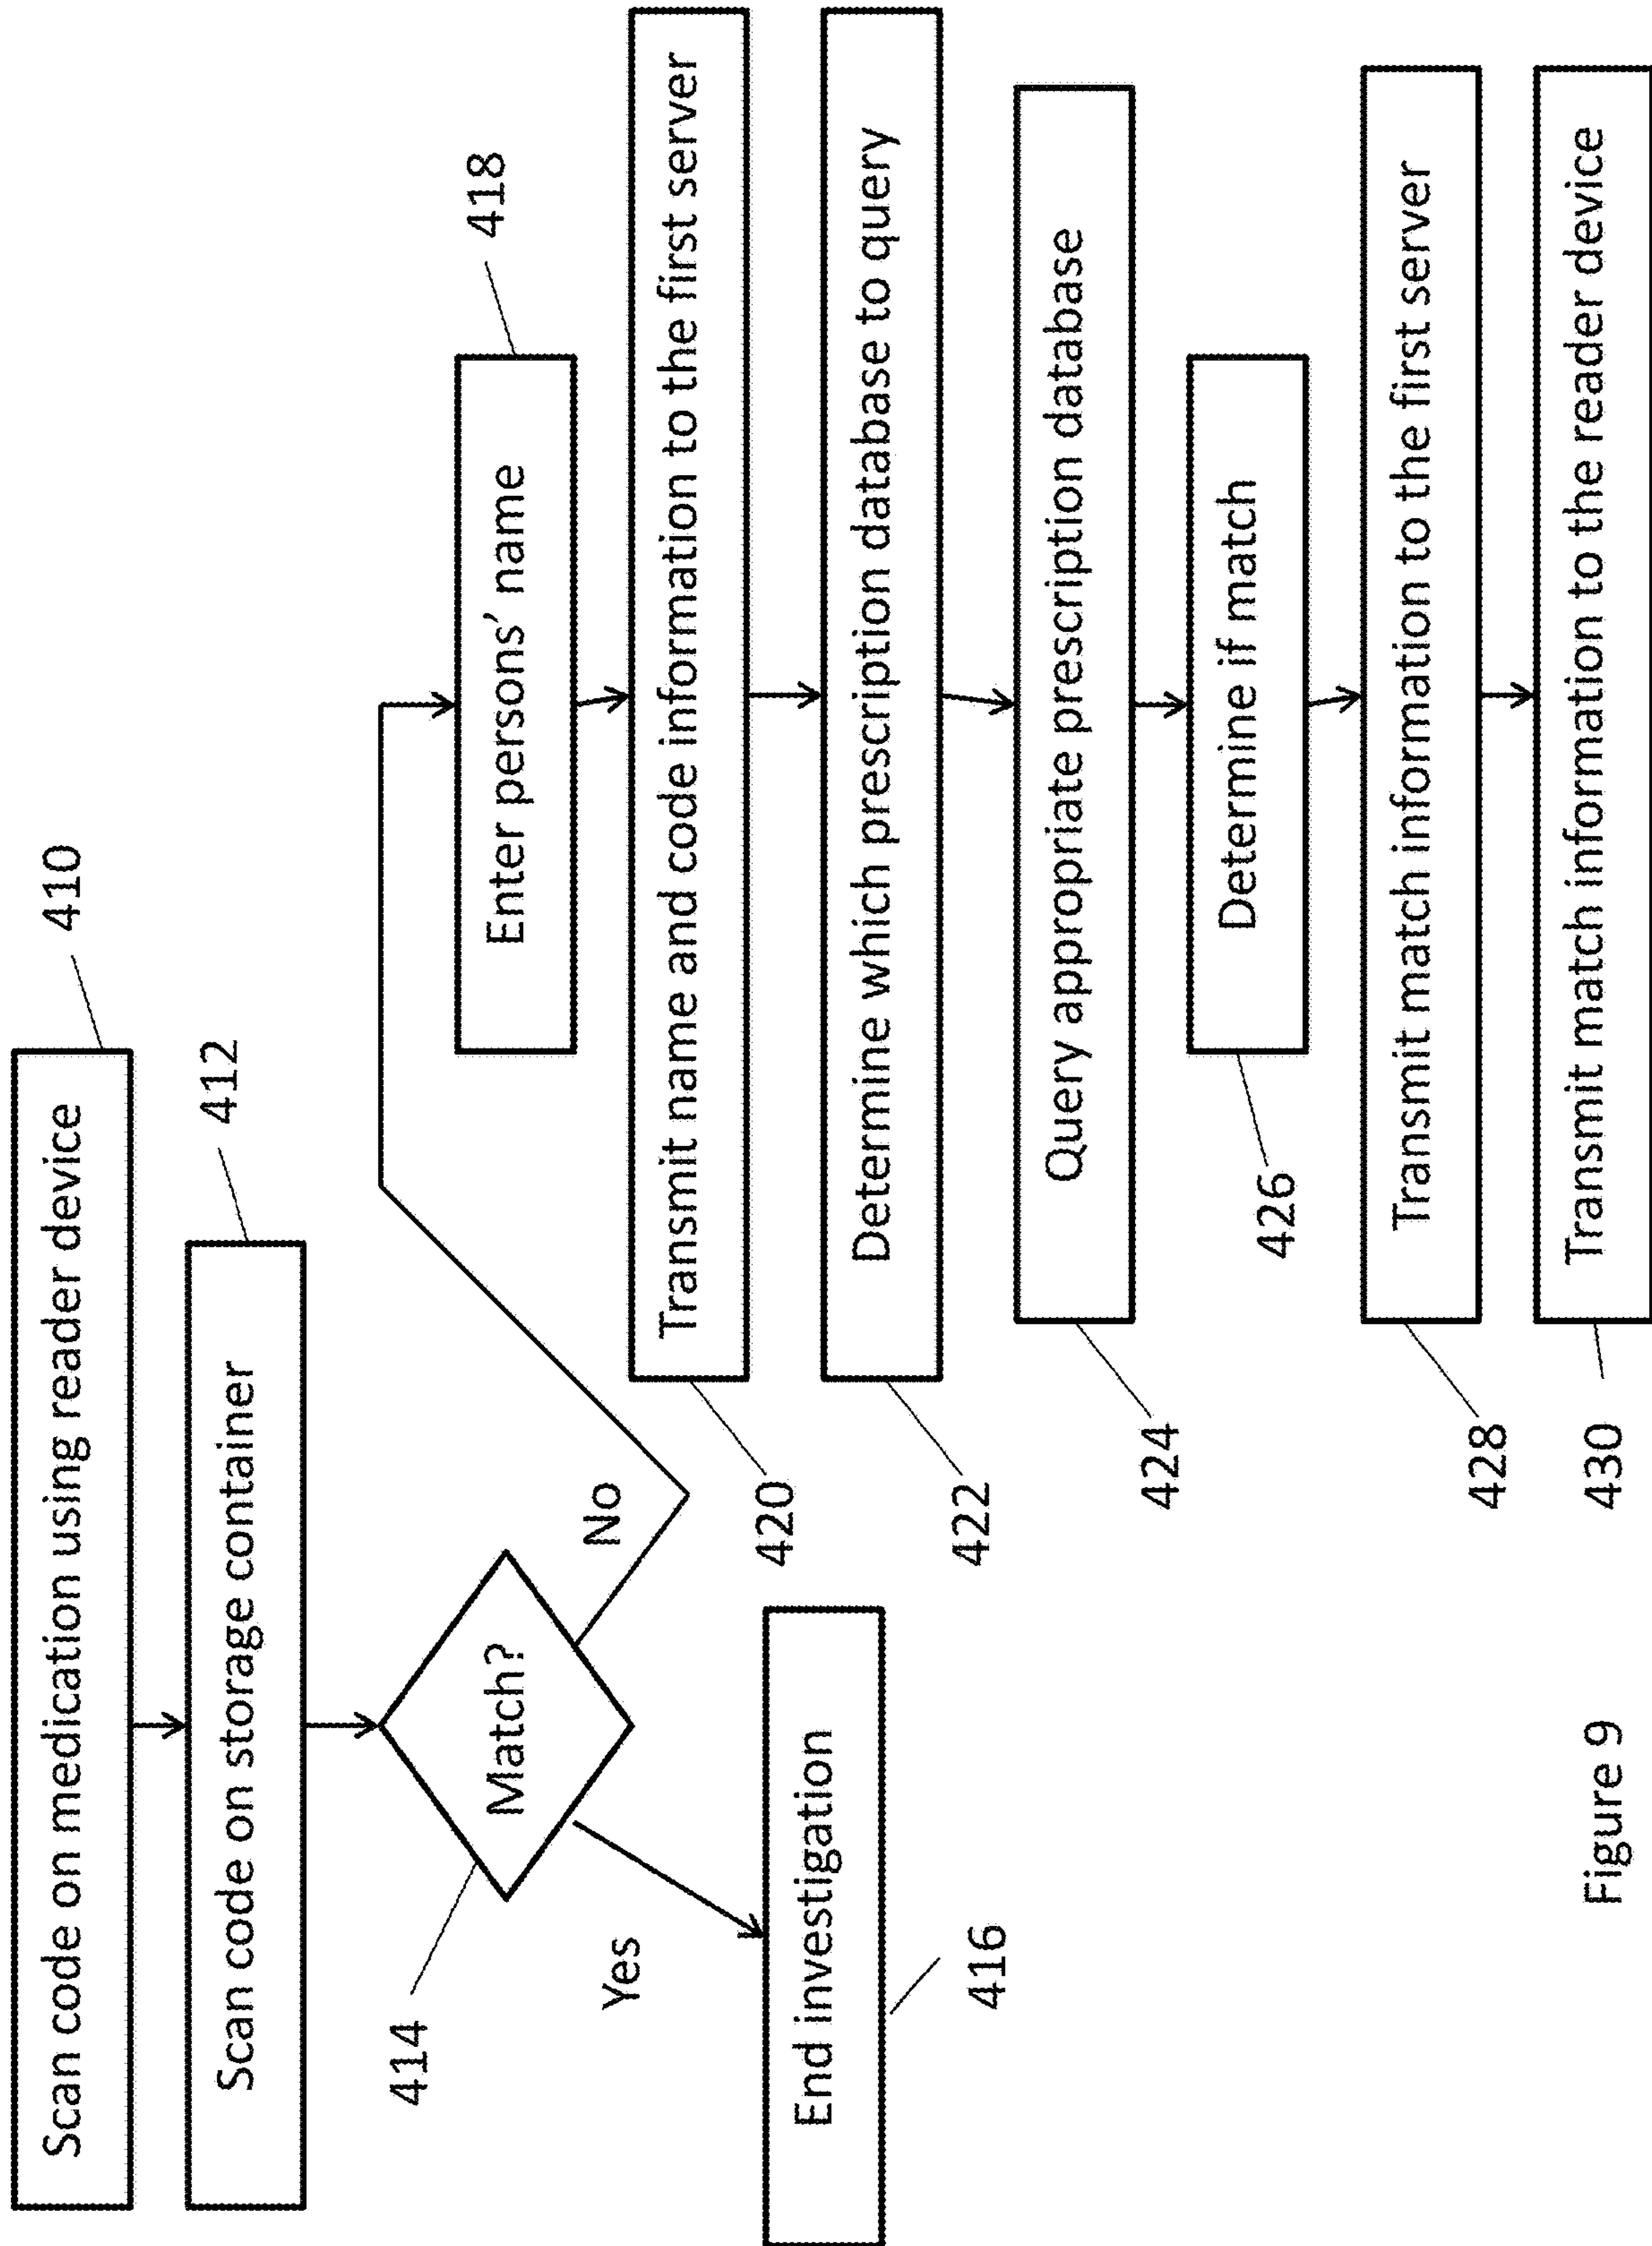 Scan code on medication using reader device
410
Scan code on storage container
412
Match?
414
Yes
No
End investigation
416
Enter persons' name
418
Transmit name and code information to the first server
420
Determine which prescription database to query
422
Query appropriate prescription database
424
Determine if match
426
Transmit match information to the first server
428
Transmit match information to the reader device
430
Figure 9